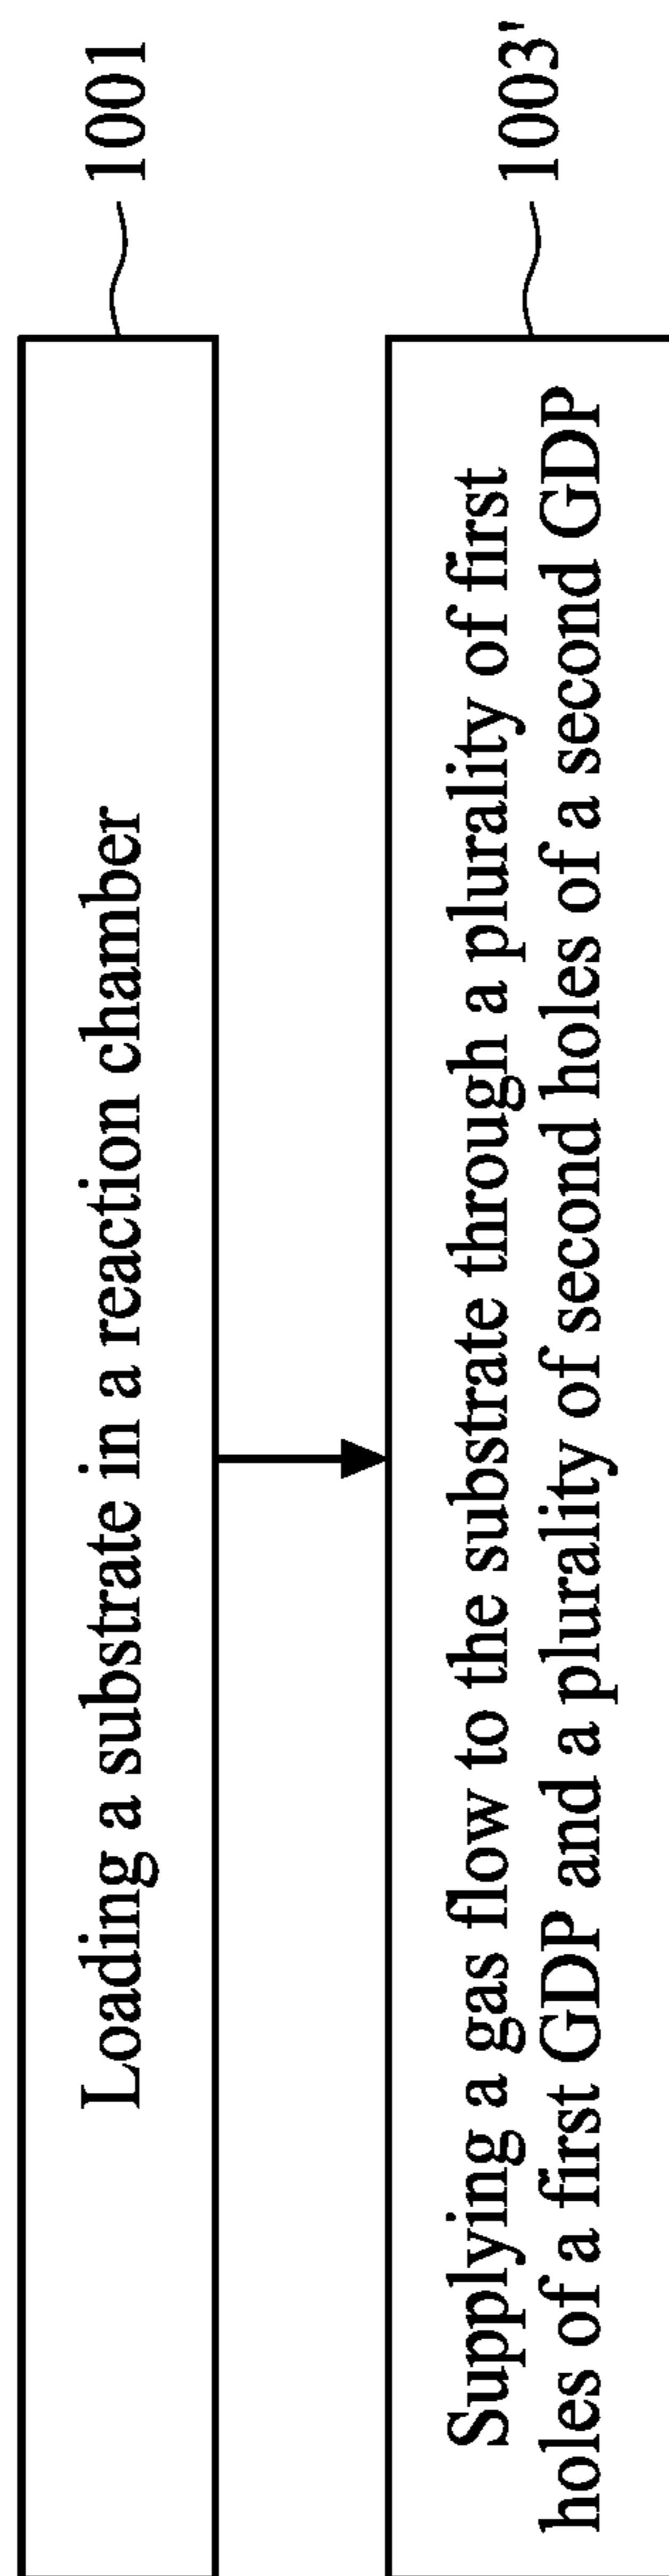 Loading a substrate in a reaction chamber
1001
Supplying a gas flow to the substrate through a plurality of first
holes of a first GDP and a plurality of second holes of a second GDP
1003'